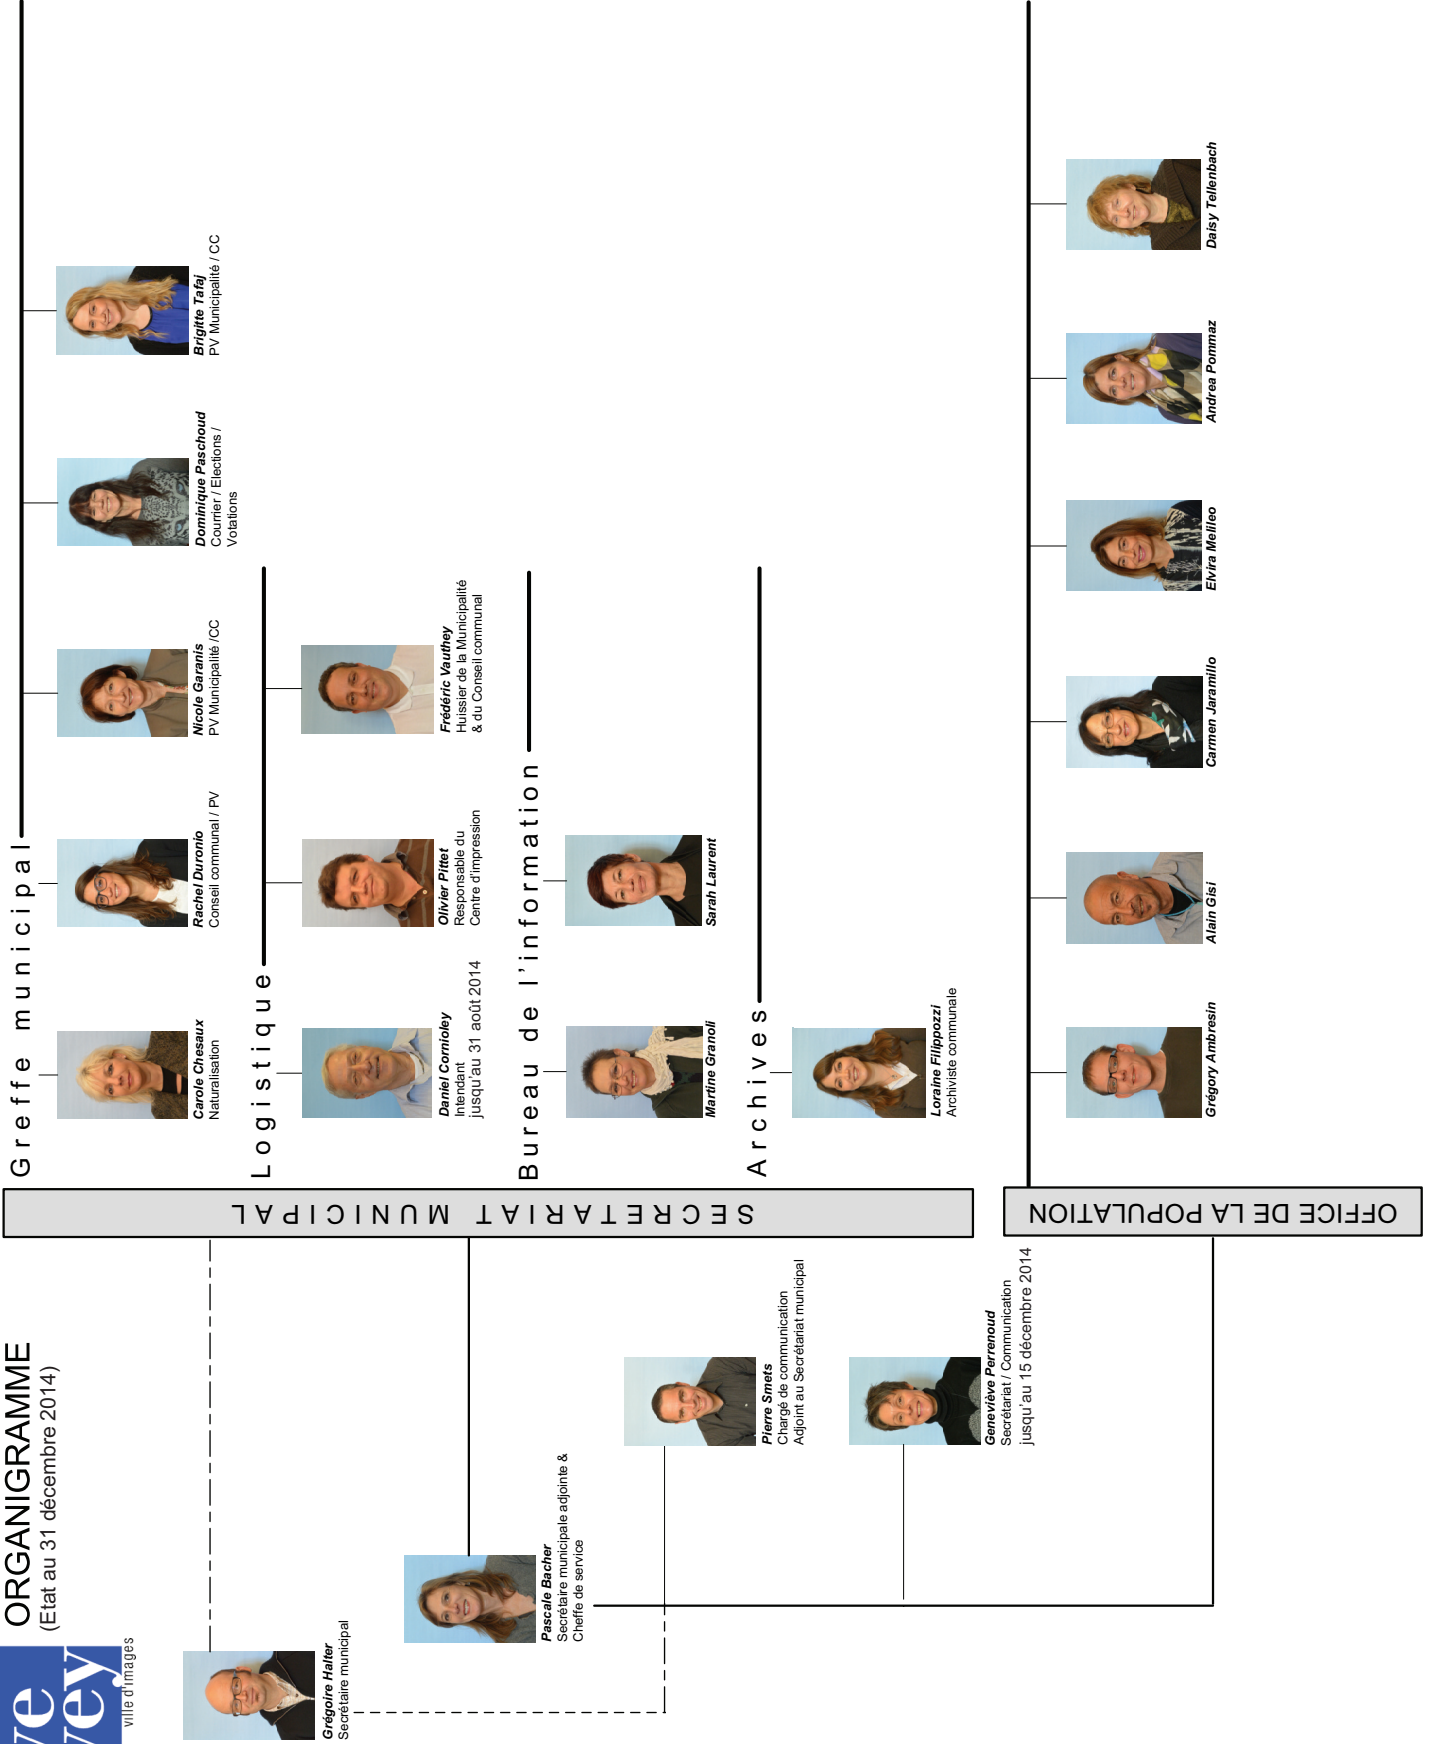 ve
vey
ville d'images
ORGANIGRAMME
(Etat au 31 décembre 2014)
Grégoire Halter
Secrétaire municipal
Pascale Bacher
Secrétaire municipale adjointe &
Cheffe de service
Pierre Smets
Chargé de communication
Adjoint au Secrétariat municipal
Geneviève Perrenoud
Secrétariat / Communication
jusqu'au 15 décembre 2014
SECRETARIAT MUNICIPAL
Greffe municipal
Carole Chesaux
Naturalisation
Rachel Duronio
Conseil communal / PV
Nicole Garanis
PV Municipalité /CC
Dominique Paschoud
Courrier / Elections /
Votations
Brigitte Tafaj
PV Municipalité / CC
Logistique
Daniel Cornioley
Intendant
jusqu'au 31 août 2014
Olivier Pittet
Responsable du
Centre d'impression
Frédéric Vauthey
Huissier de la Municipalité
& du Conseil communal
Bureau de l'information
Martine Granoli
Sarah Laurent
Archives
Loraine Filippozzi
Archiviste communale
OFFICE DE LA POPULATION
Grégory Ambresin
Alain Gisi
Carmen Jaramillo
Elvira Melileo
Andrea Pommaz
Daisy Tellenbach